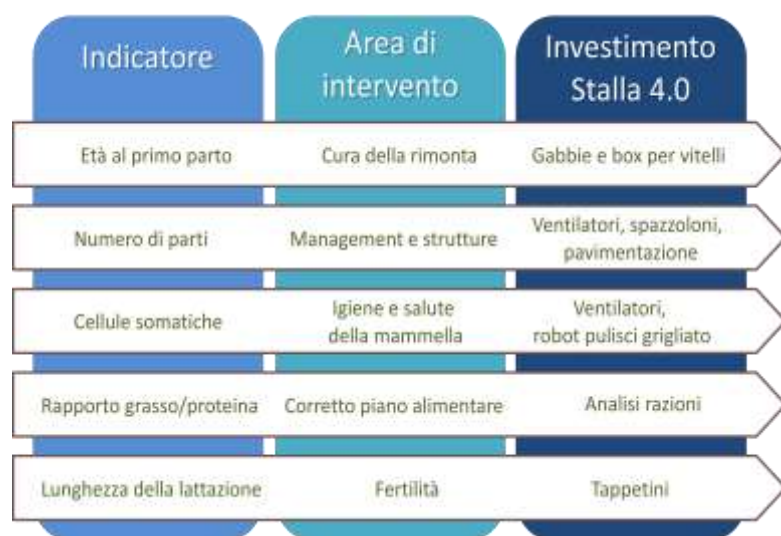 Indicatore
Area di
intervento
Investimento
Stalla 4.0
Età al primo parto
Cura della rimonta
Gabbie e box per vitelli
Numero di parti
Management e strutture
Ventilatori, spazzoloni,
pavimentazione
Cellule somatiche
Igiene e salute
della mammella
Ventilatori,
robot pulisci grigliato
Rapporto grasso/proteina
Corretto piano alimentare
Analisi razioni
Lunghezza della lattazione
Fertilità
Tappetini